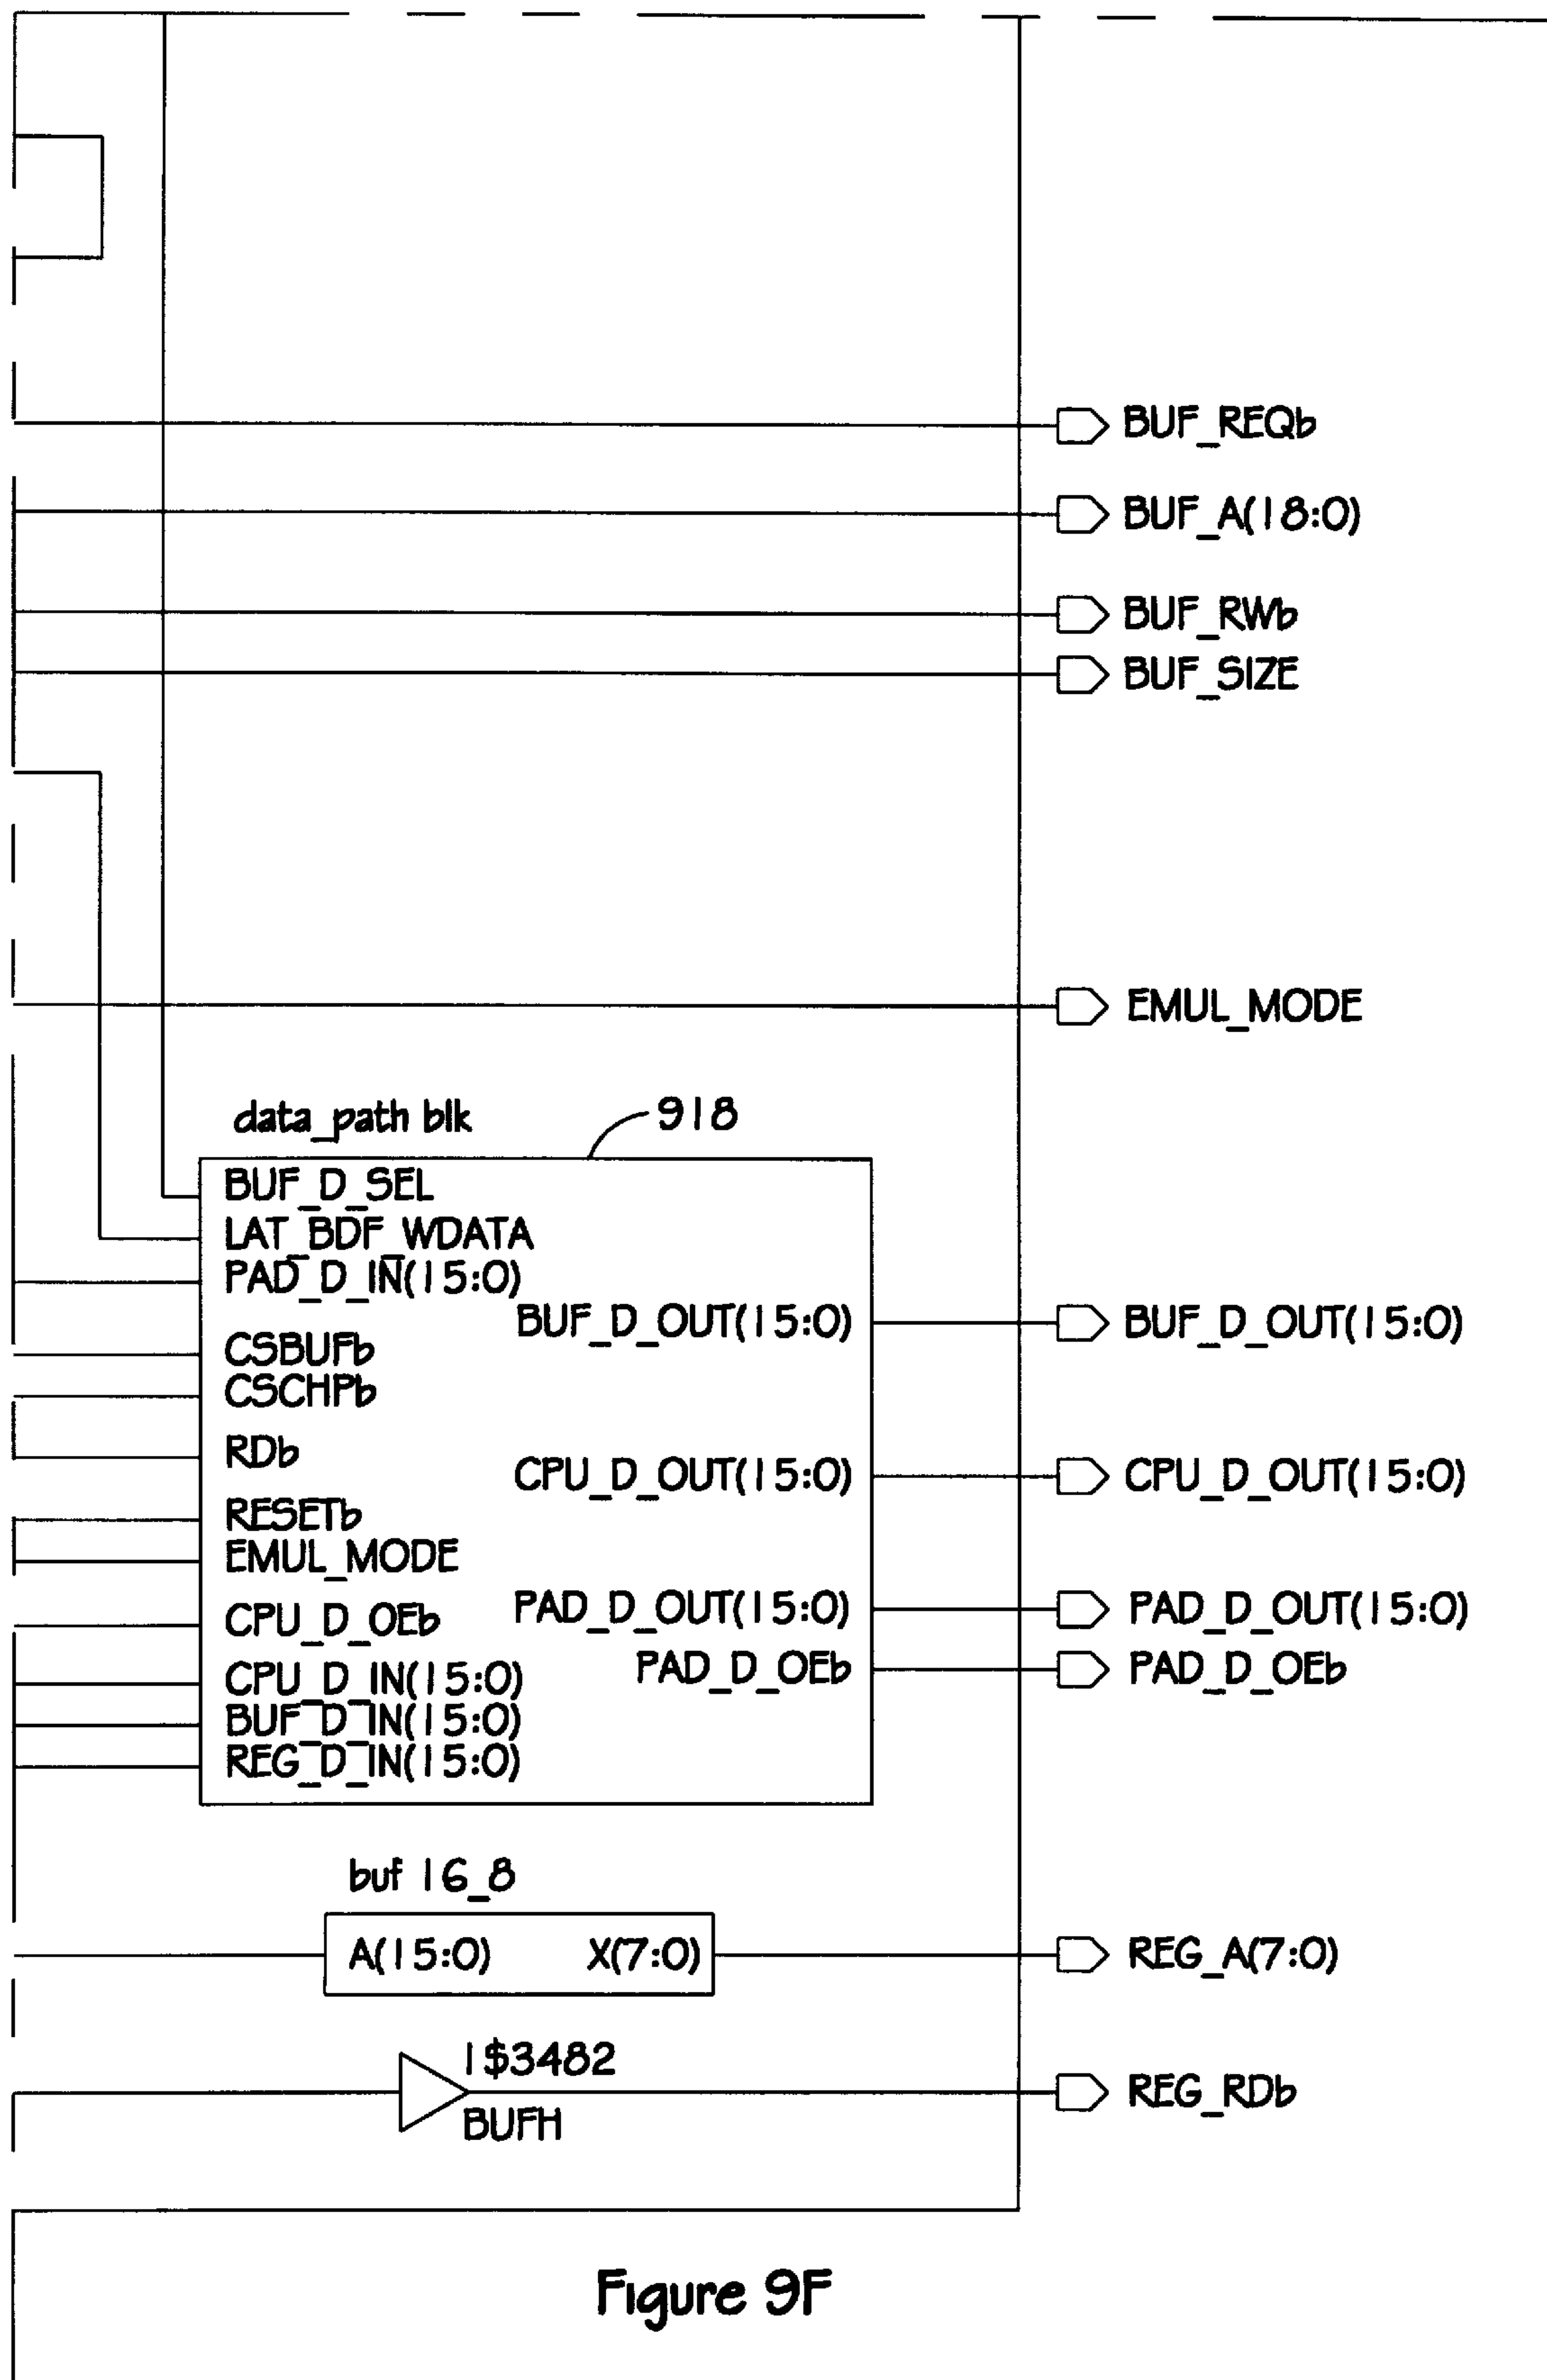 BUF_REQb
BUF_A(18:0)
BUF_RWb
BUF_SIZE
EMUL_MODE
data_path blk
918
BUF_D_SEL
LAT_BDF_WDATA
PAD_D_IN(15:0)
BUF_D_OUT(15:0)
BUF_D_OUT(15:0)
CSBUFb
CSCHPb
RDb
CPU_D_OUT(15:0)
CPU_D_OUT(15:0)
RESETb
EMUL_MODE
CPU_D_OEb
PAD_D_OUT(15:0)
PAD_D_OUT(15:0)
CPU_D_IN(15:0)
PAD_D_OEb
PAD_D_OEb
BUF_D_IN(15:0)
REG_D_IN(15:0)
buf 16_8
A(15:0) X(7:0)
REG_A(7:0)
1$3482
BUFH
REG_RDb
Figure 9F